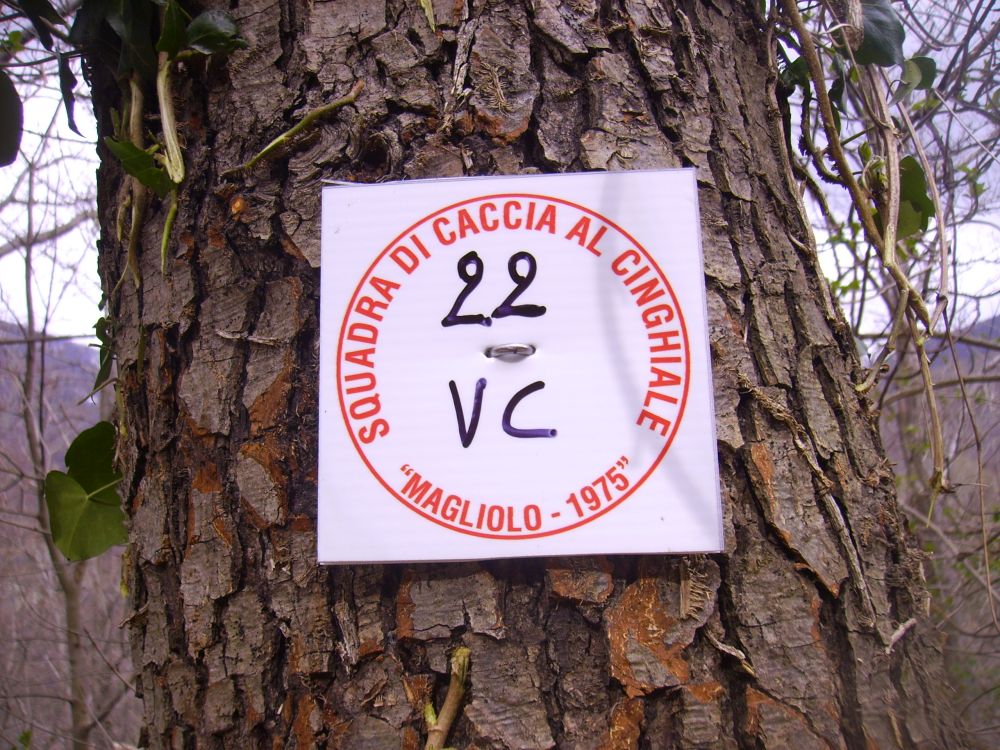 SQUADRA DI CACCIA AL CINGHIALE
22
VC
“MAGLIOLO - 1975”